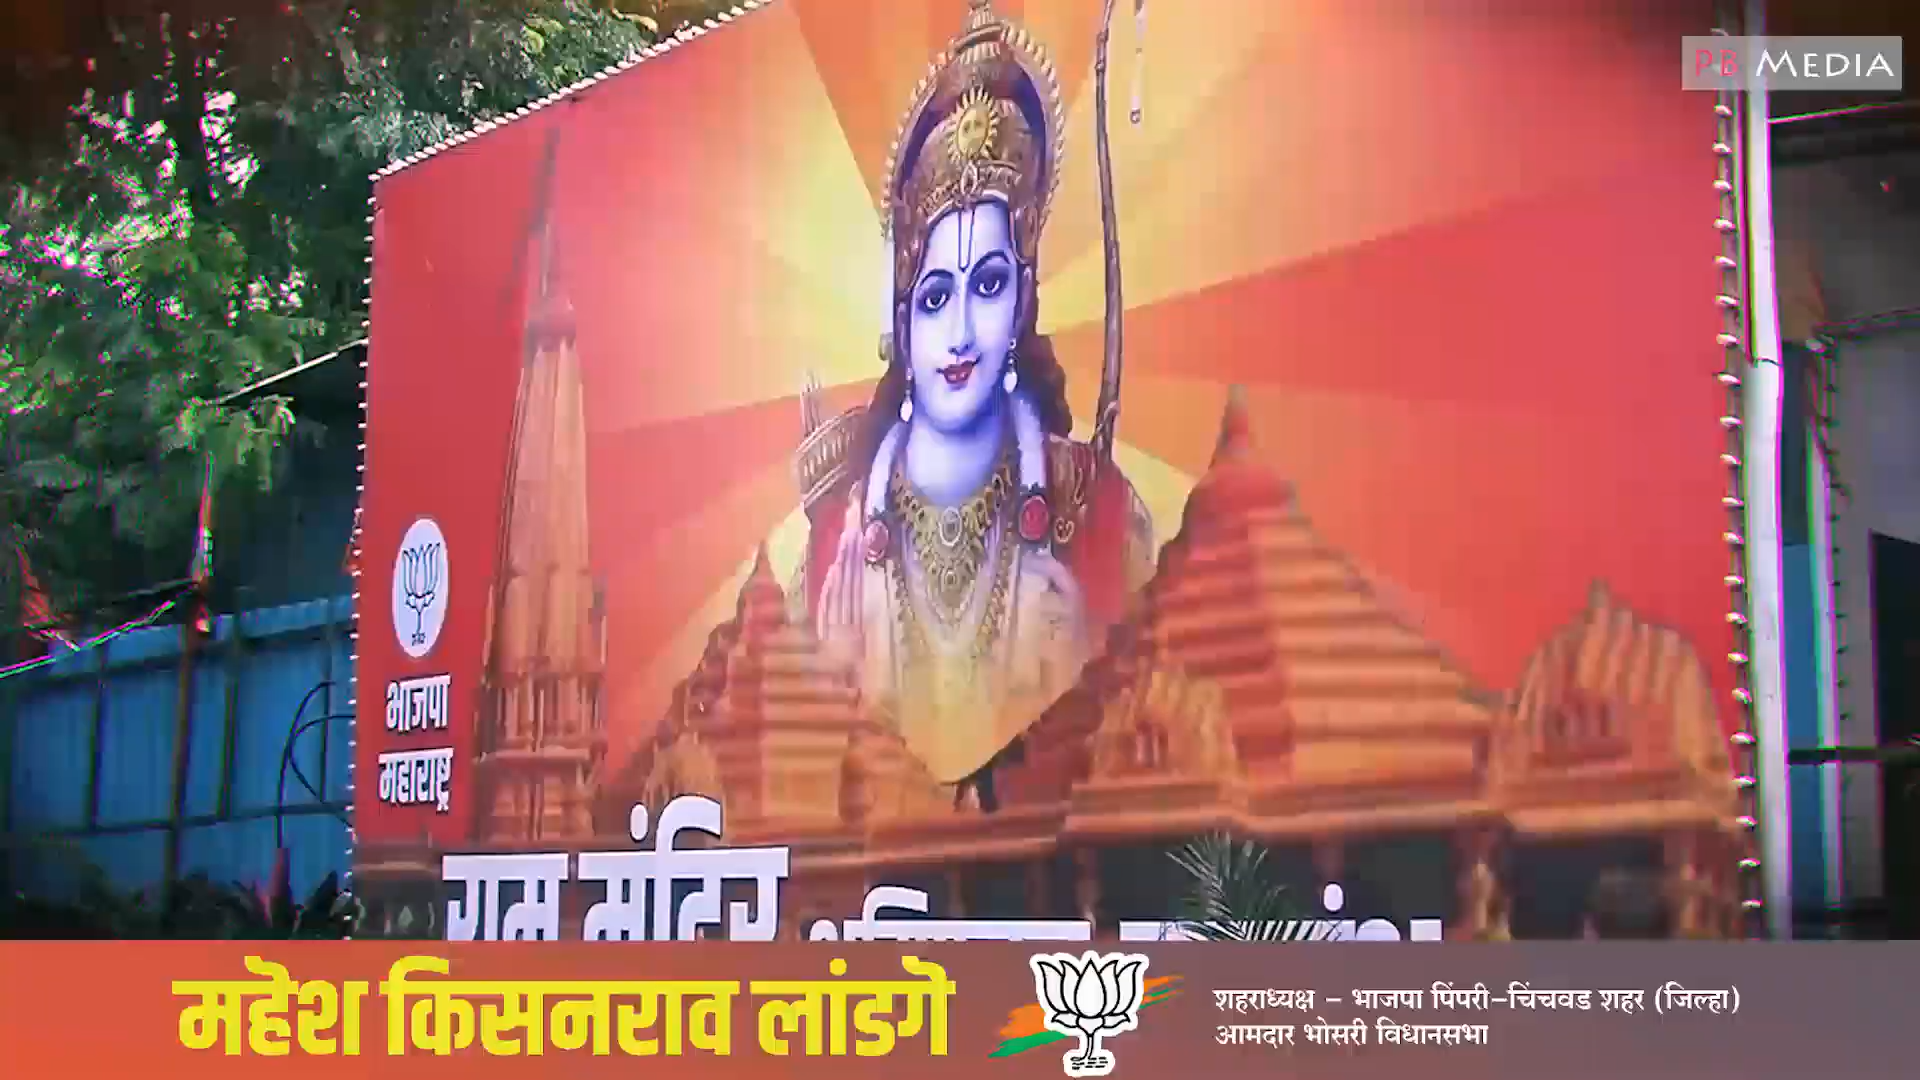 PB MEDIA
भाजपा
महाराष्ट्र
राम मंदिर
महेश किसनराव लांडगे
शहराध्यक्ष – भाजपा पिंपरी-चिंचवड शहर (जिल्हा)
आमदार भोसरी विधानसभा